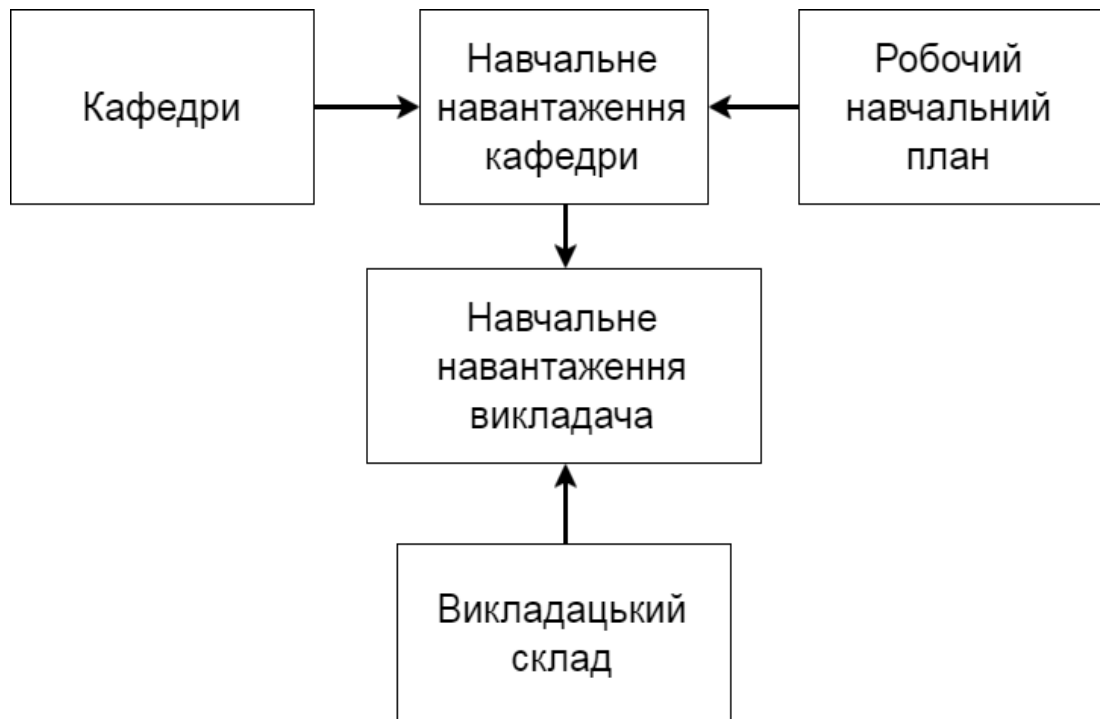 Кафедри
Навчальне
навантаження
кафедри
Робочий
навчальний
план
Навчальне
навантаження
викладача
Викладацький
склад